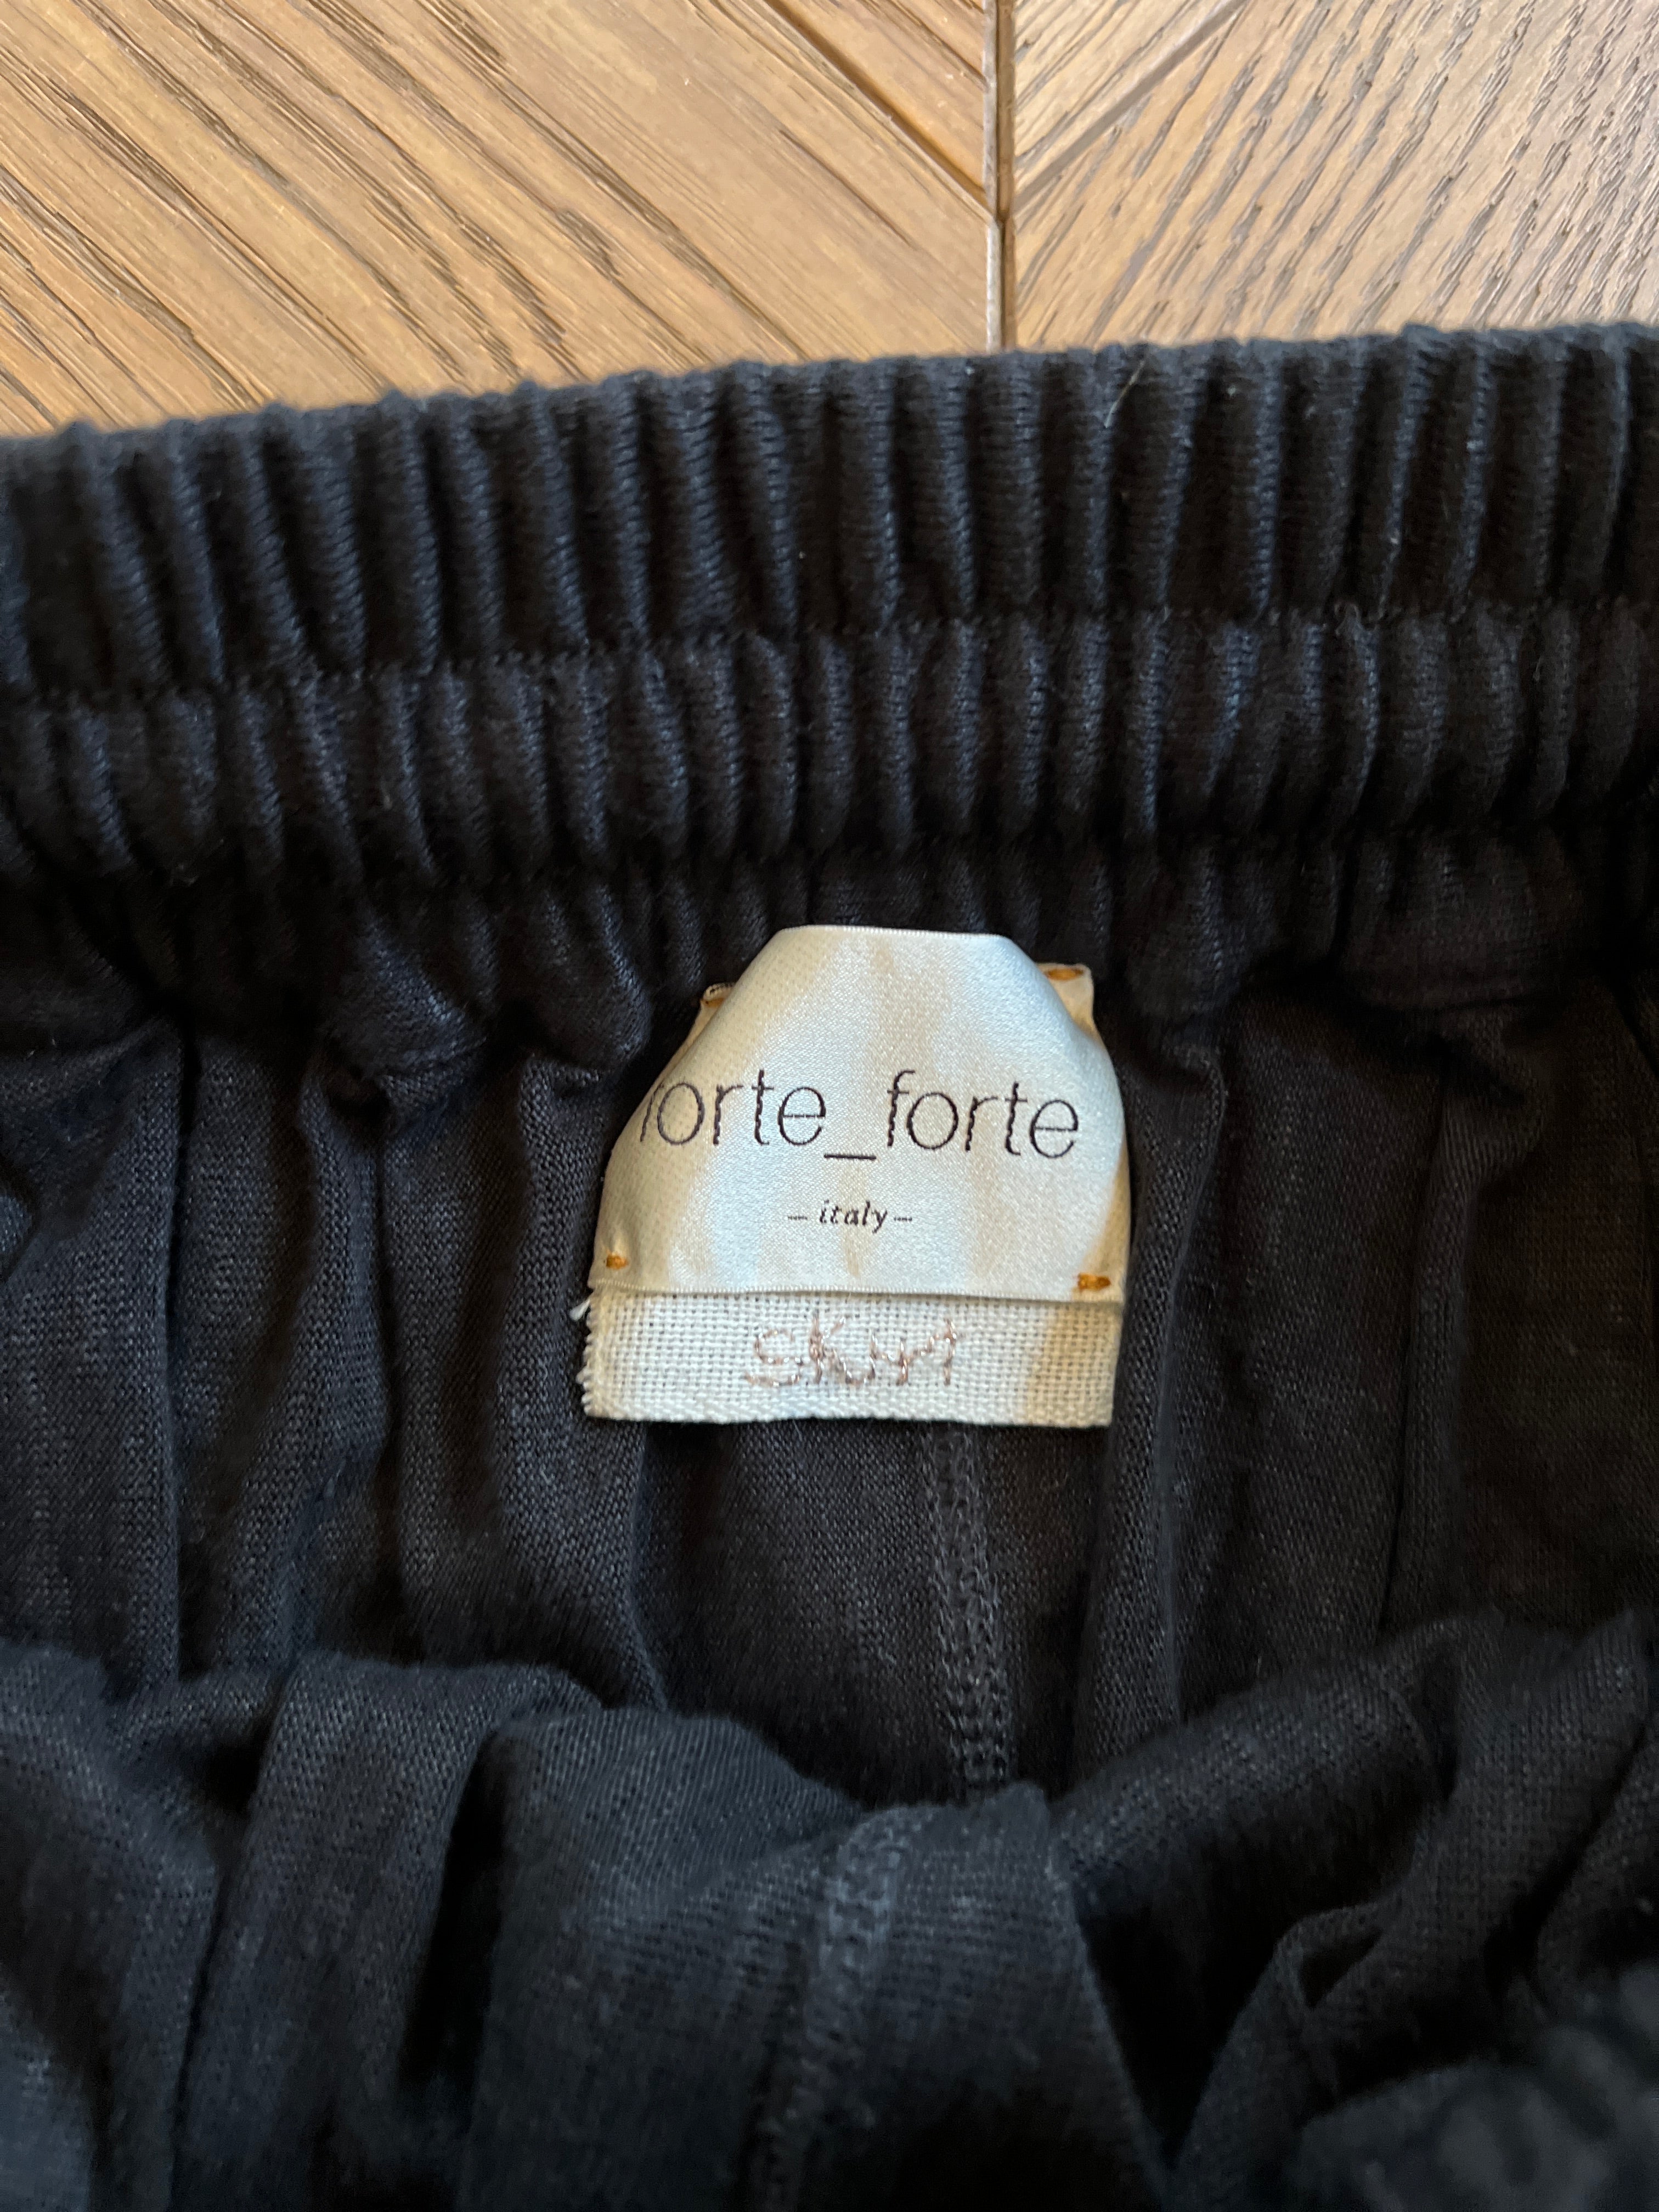 forte_forte
– italy –
skirt